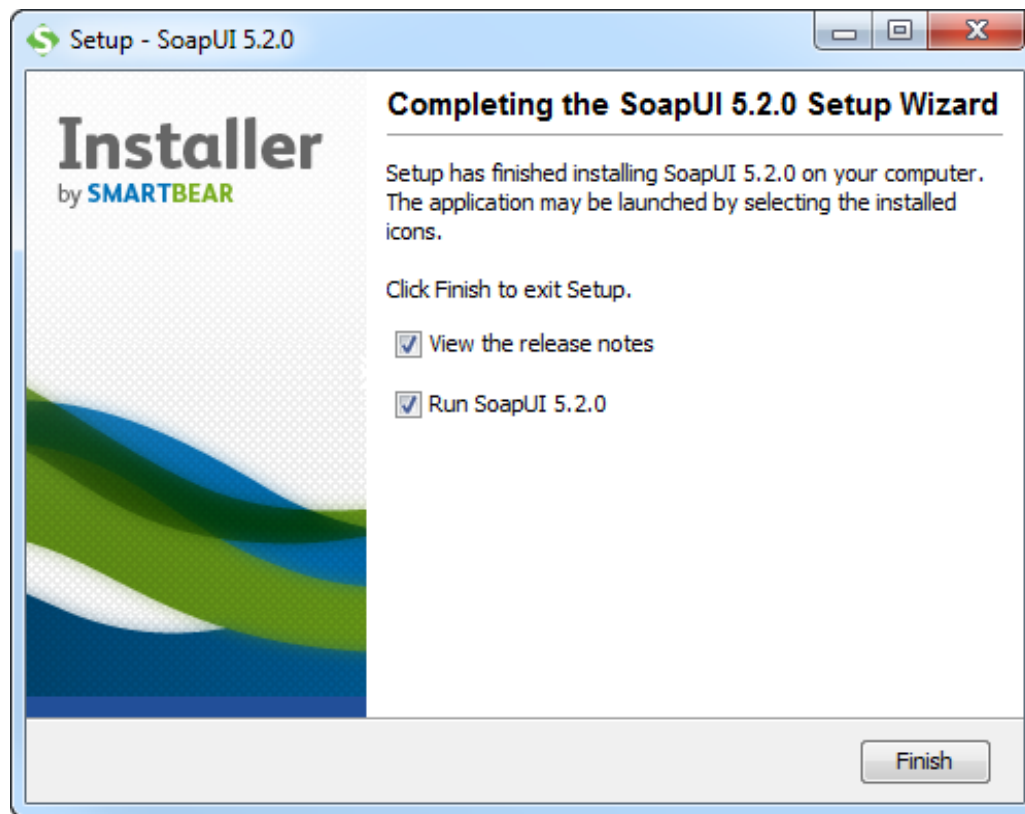 Setup - SoapUI 5.2.0
Installer
by SMARTBEAR
Completing the SoapUI 5.2.0 Setup Wizard
Setup has finished installing SoapUI 5.2.0 on your computer.
The application may be launched by selecting the installed
icons.
Click Finish to exit Setup.
View the release notes
Run SoapUI 5.2.0
Finish